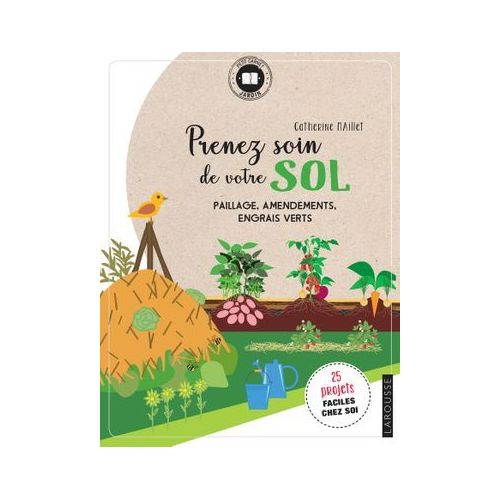 PETIT CARNET
JARDIN
Catherine Maillet
Prenez soin
de votre SOL
PAILLAGE, AMENDEMENTS,
ENGRAIS VERTS
25
projets
FACILES
CHEZ SOI
LAROUSSE